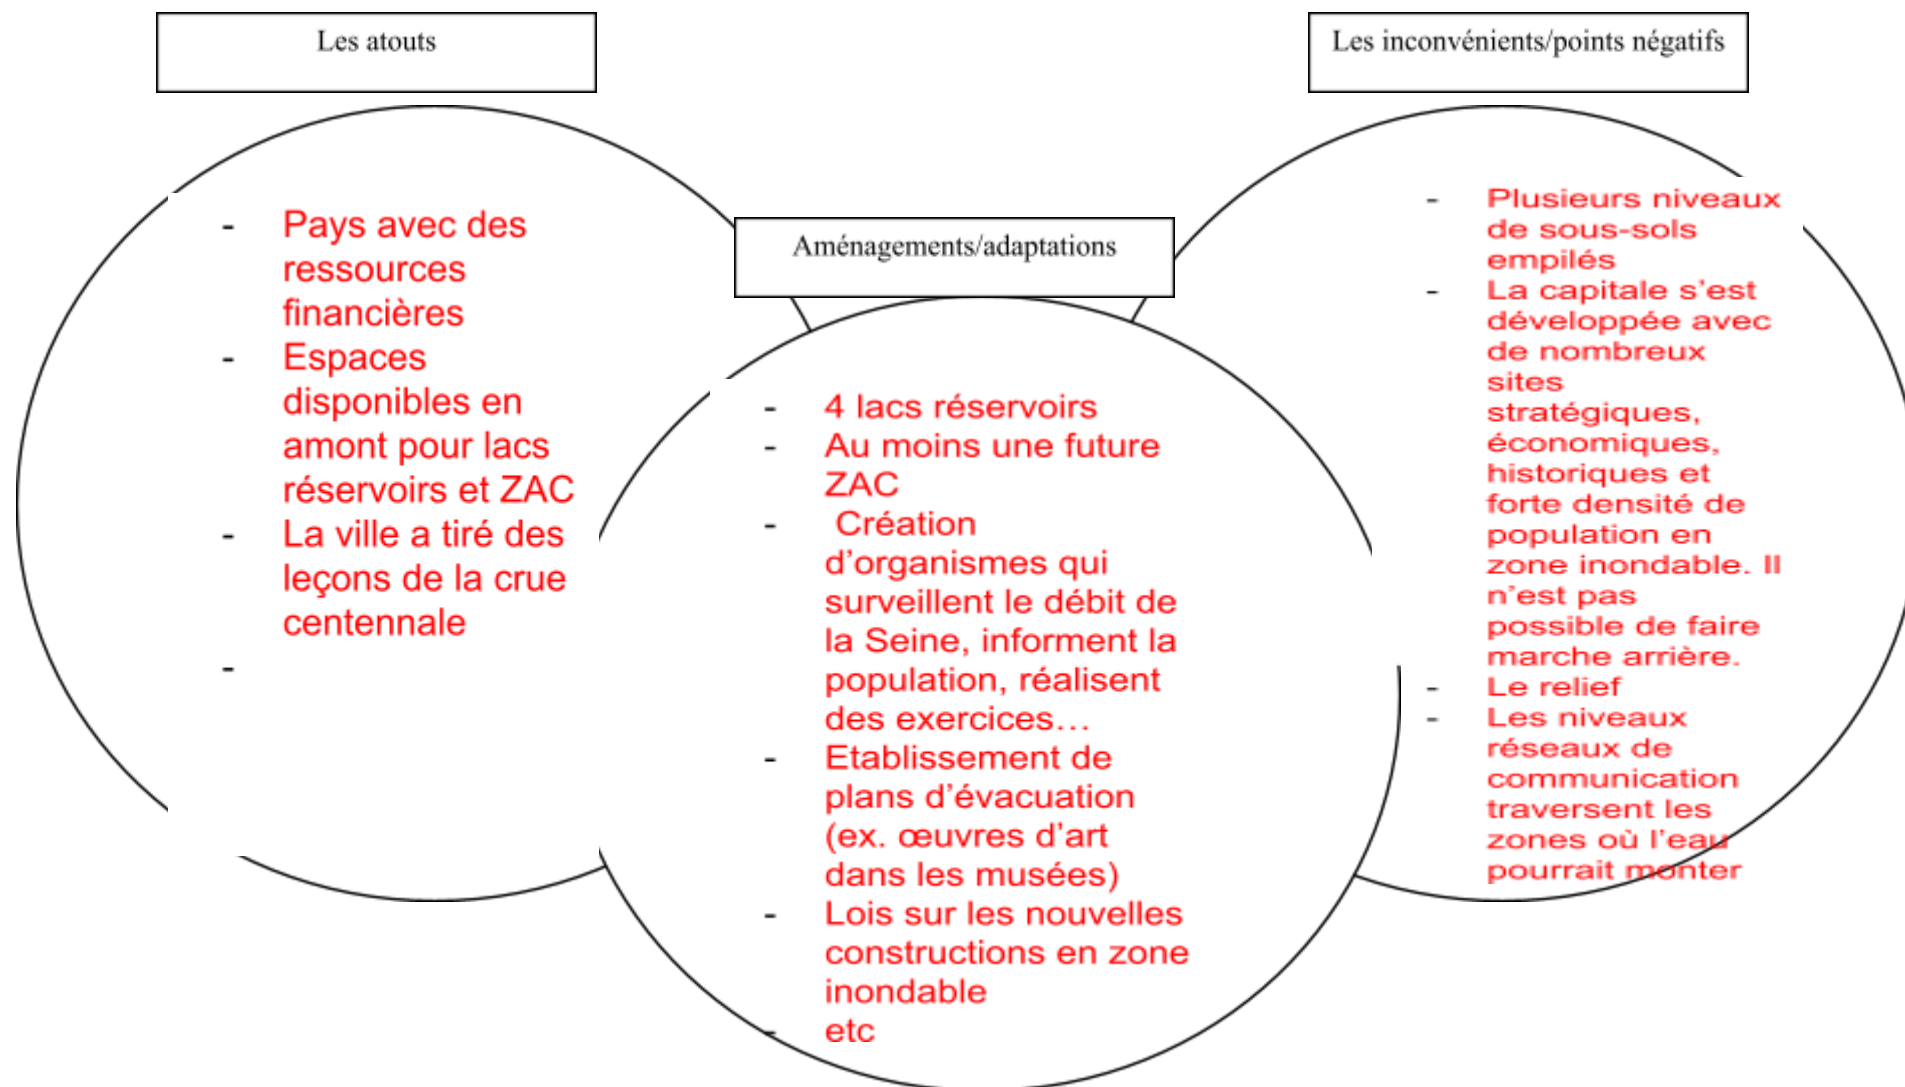 Les atouts
- Pays avec des
ressources
financières
- Espaces
disponibles en
amont pour lacs
réservoirs et ZAC
- La ville a tiré des
leçons de la crue
centennale
-
Aménagements/adaptations
- 4 lacs réservoirs
- Au moins une future
ZAC
- Création
d’organismes qui
surveillent le débit de
la Seine, informent la
population, réalisent
des exercices…
- Etablissement de
plans d’évacuation
(ex. œuvres d’art
dans les musées)
- Lois sur les nouvelles
constructions en zone
inondable
- etc
Les inconvénients/points négatifs
- Plusieurs niveaux
de sous-sols
empilés
- La capitale s’est
développée avec
de nombreux
sites
stratégiques,
économiques,
historiques et
forte densité de
population en
zone inondable. Il
n’est pas
possible de faire
marche arrière.
- Le relief
- Les niveaux
réseaux de
communication
traversent les
zones où l’eau
pourrait monter